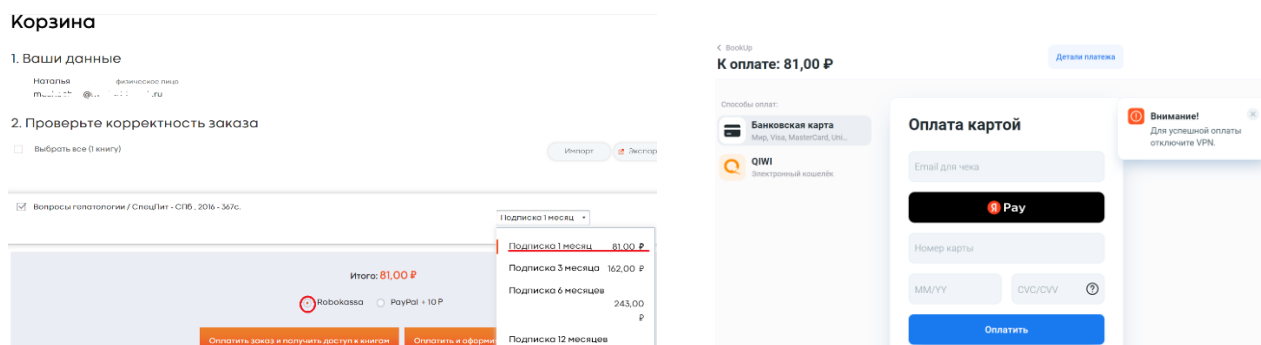 Корзина
1. Ваши данные
Наталья физическое лицо
.ru
2. Проверьте корректность заказа
Выбрать все (1 книгу)
Импорт Экспор
Вопросы гепатологии / СпецЛит - СПб., 2016 - 367с.
Подписка 1 месяц
Подписка 1 месяц 81.00 ₽
Подписка 3 месяца 162,00 ₽
Подписка 6 месяцев
243,00
₽
Подписка 12 месяцев
Итого: 81,00 ₽
Robokassa PayPal + 10 ₽
Оплатить заказ и получить доступ к книгам Оплатить и оформи
BookUp
К оплате: 81,00 ₽
Детали платежа
Способы оплат:
Банковская карта
Мир, Visa, MasterCard, Uni...
QIWI
Электронный кошелёк
Оплата картой
Email для чека
Я Pay
Номер карты
MM/YY CVC/CVV ?
Оплатить
Внимание!
Для успешной оплаты
отключите VPN.